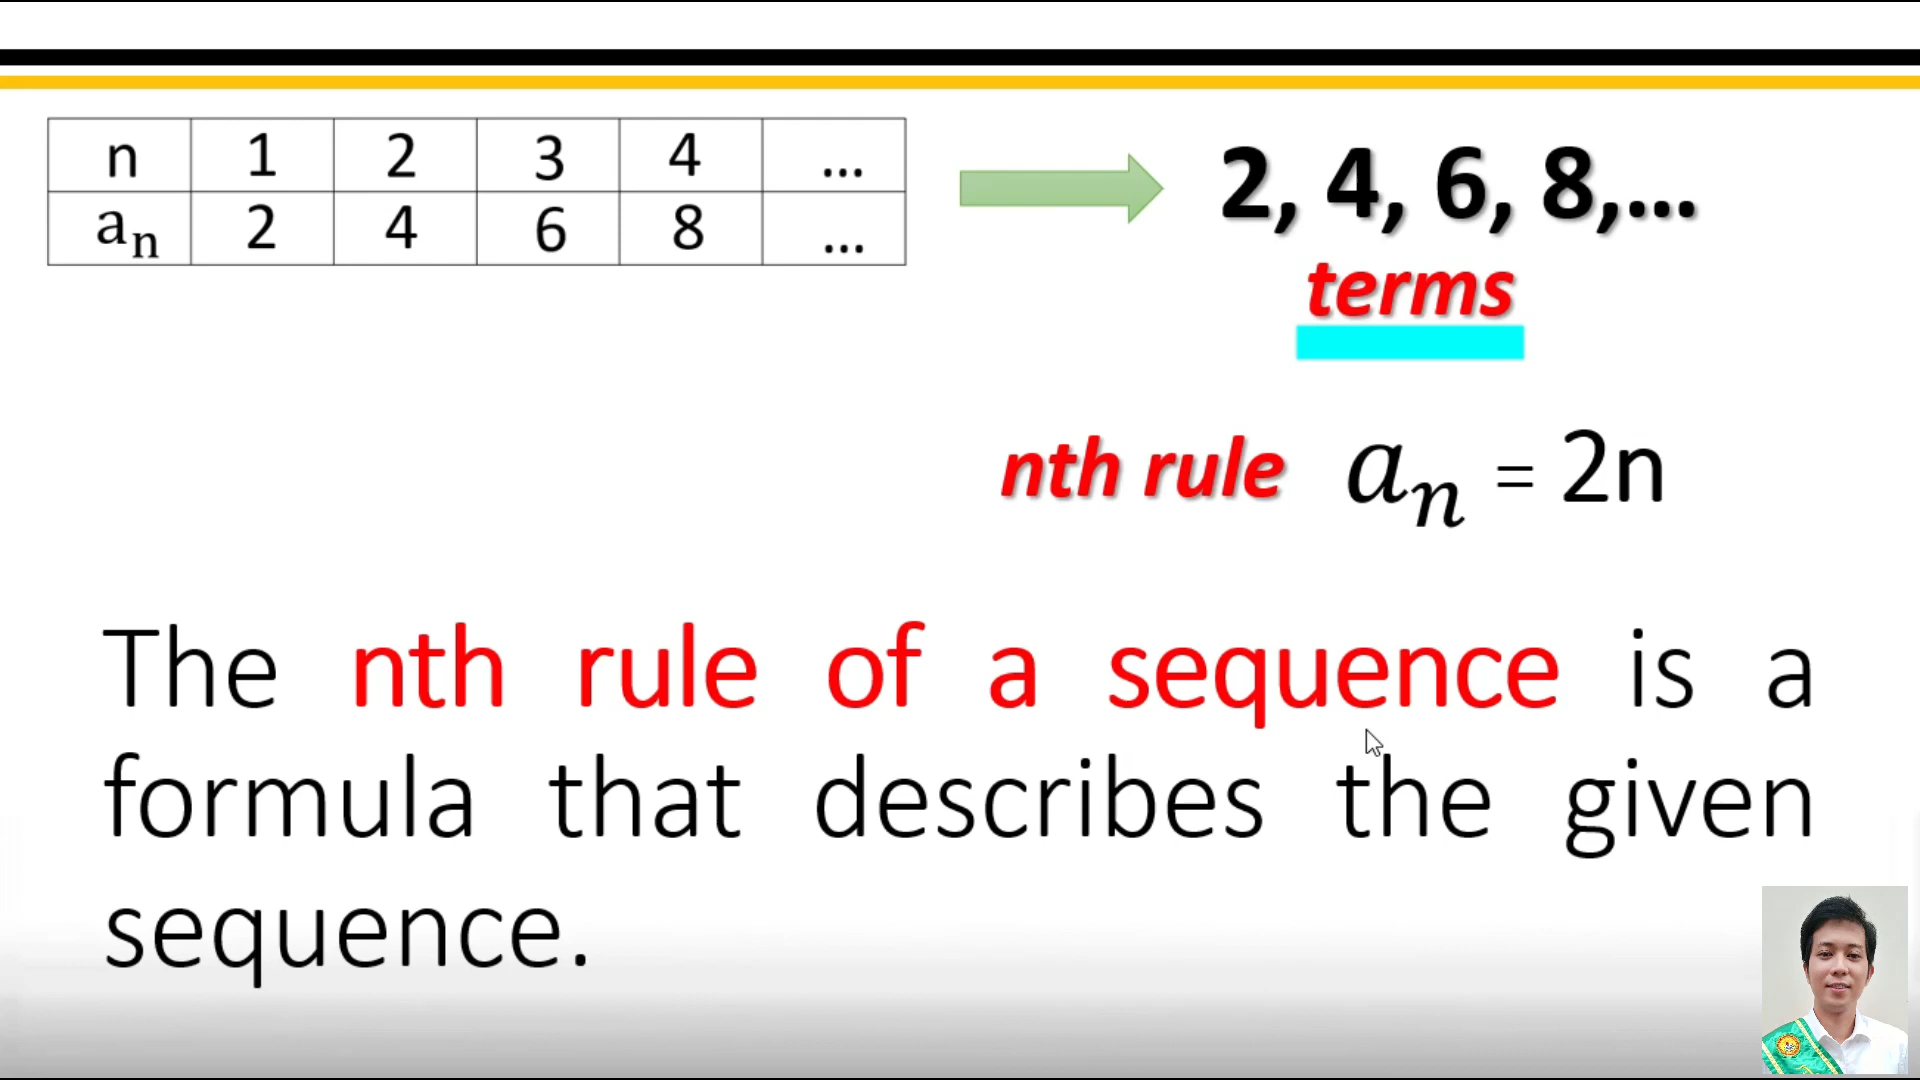 n 1 2 3 4 ...
aₙ 2 4 6 8 ...
2, 4, 6, 8,...
terms
nth rule aₙ = 2n
The nth rule of a sequence is a
formula that describes the given
sequence.